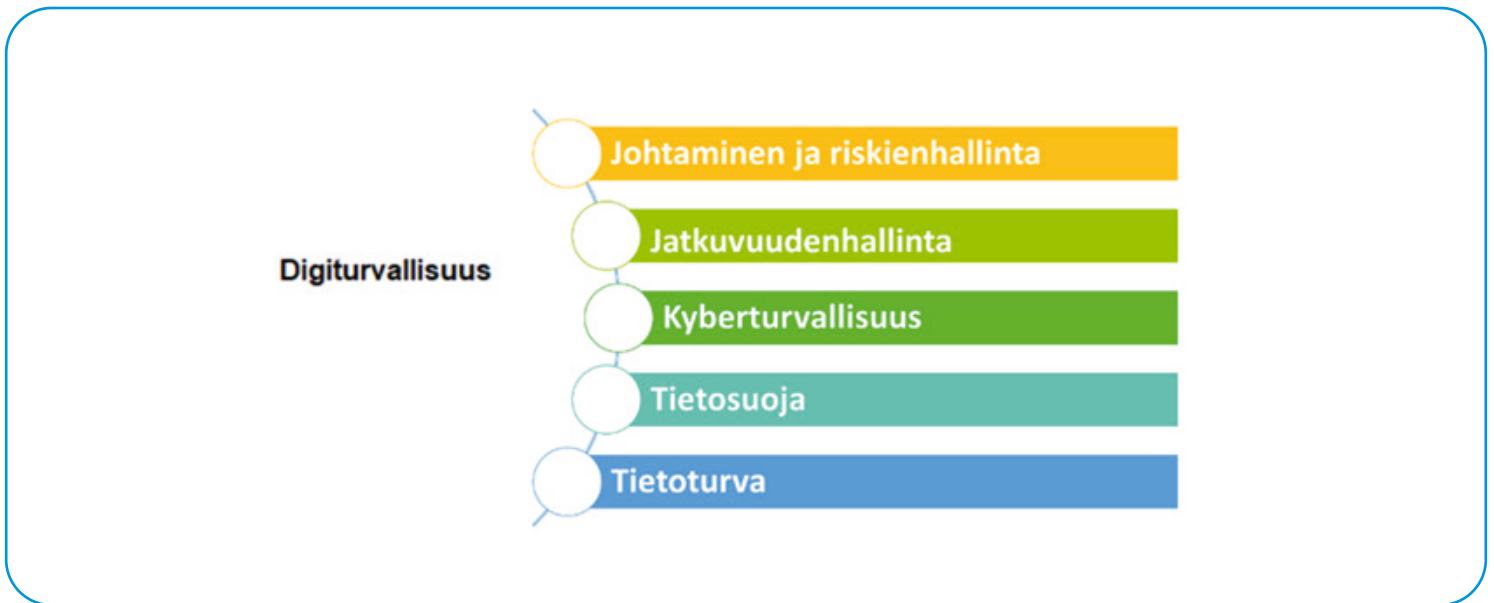 Johtaminen ja riskienhallinta
Jatkuvuudenhallinta
Digiturvallisuus
Kyberturvallisuus
Tietosuoja
Tietoturva